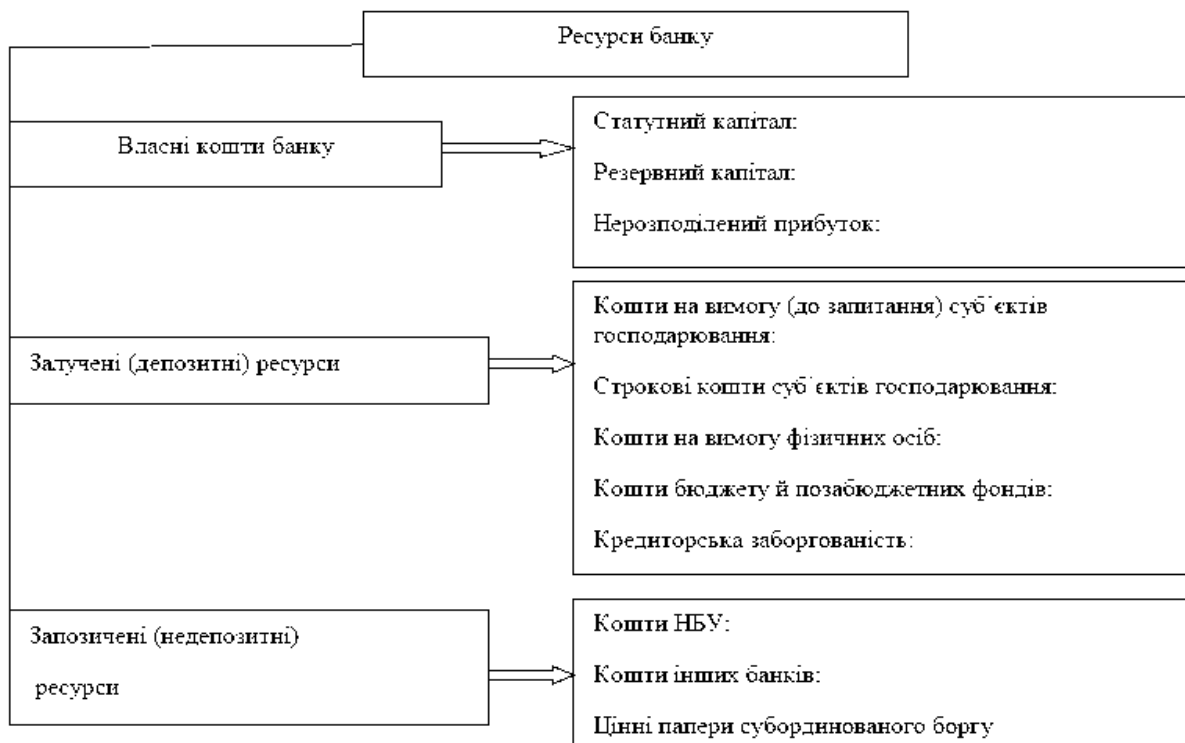 Ресурси банку
Власні кошти банку
Статутний капітал:
Резервний капітал:
Нерозподілений прибуток:
Залучені (депозитні) ресурси
Кошти на вимогу (до запитання) суб`єктів
господарювання:
Строкові кошти суб`єктів господарювання:
Кошти на вимогу фізичних осіб:
Кошти бюджету й позабюджетних фондів:
Кредиторська заборгованість:
Запозичені (недепозитні)
ресурси
Кошти НБУ:
Кошти інших банків:
Цінні папери субординованого боргу